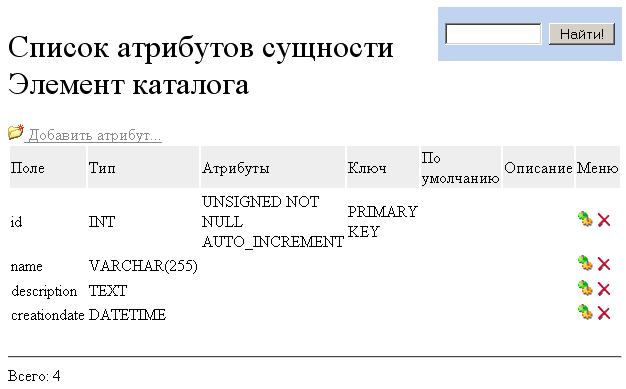 Найти!
Список атрибутов сущности
Элемент каталога
Добавить атрибут...
Поле Тип Атрибуты Ключ По умолчанию Описание Меню
id INT UNSIGNED NOT NULL AUTO_INCREMENT PRIMARY KEY
name VARCHAR(255)
description TEXT
creationdate DATETIME
Всего: 4